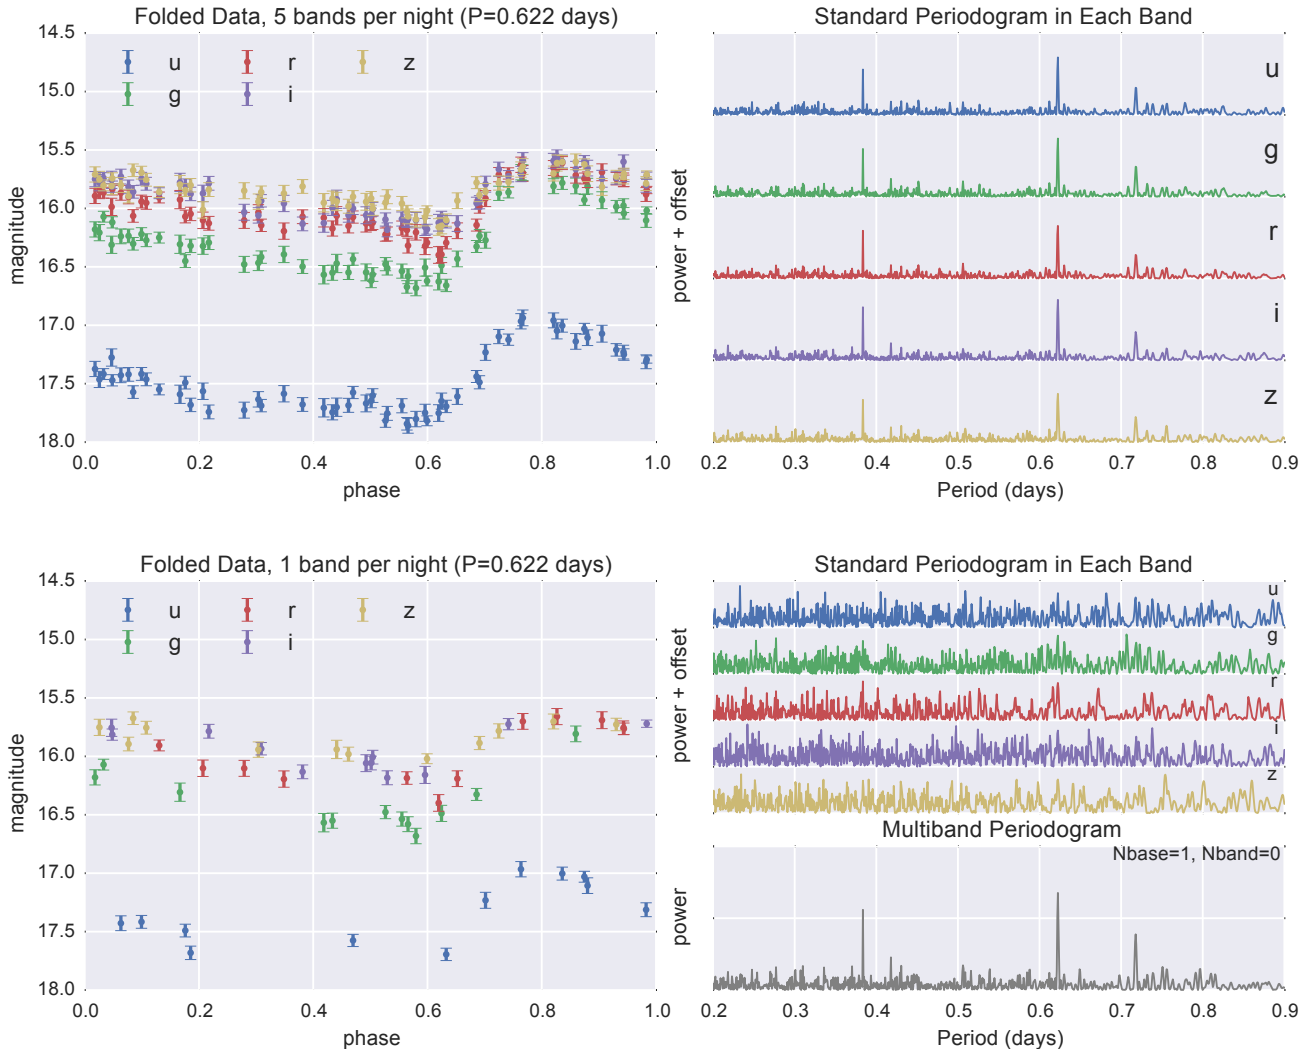 Folded Data, 5 bands per night (P=0.622 days)
14.5
15.0
15.5
16.0
16.5
17.0
17.5
18.0
magnitude
u r z
g i
0.0 0.2 0.4 0.6 0.8 1.0
phase
Standard Periodogram in Each Band
power + offset
u
g
r
i
z
0.2 0.3 0.4 0.5 0.6 0.7 0.8 0.9
Period (days)
Folded Data, 1 band per night (P=0.622 days)
14.5
15.0
15.5
16.0
16.5
17.0
17.5
18.0
magnitude
u r z
g i
0.0 0.2 0.4 0.6 0.8 1.0
phase
Standard Periodogram in Each Band
power + offset
u
g
r
i
z
Multiband Periodogram
Nbase=1, Nband=0
power
0.2 0.3 0.4 0.5 0.6 0.7 0.8 0.9
Period (days)